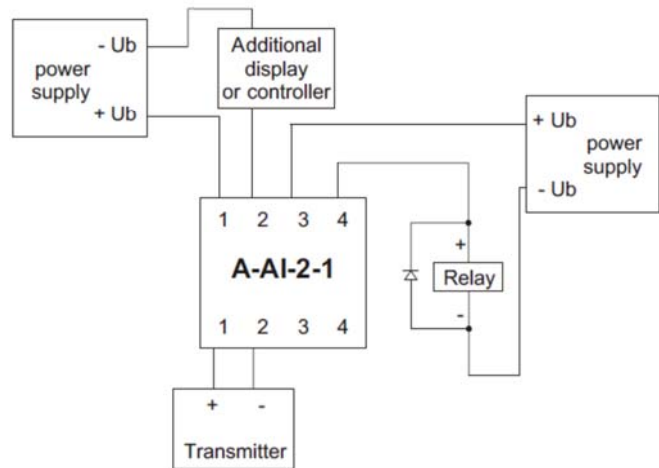 - Ub
power
supply
+ Ub
Additional
display
or controller
+ Ub
power
supply
- Ub
1 2 3 4
A-AI-2-1
1 2 3 4
+
Relay
-
+ -
Transmitter